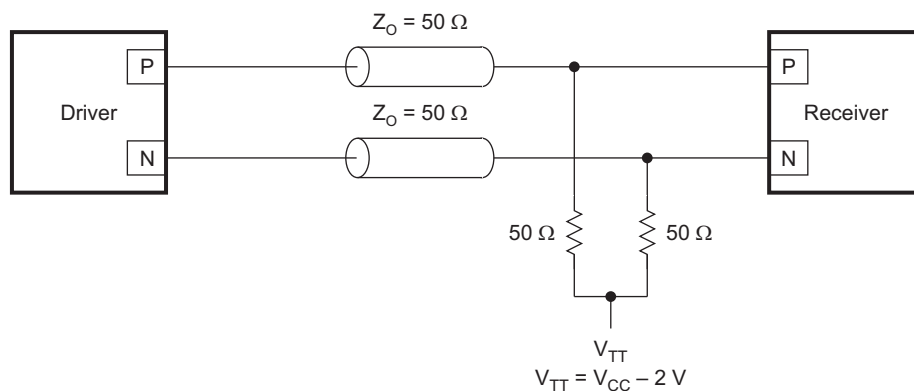 Z_O = 50 Ω
P
P
Driver
Z_O = 50 Ω
Receiver
N
N
50 Ω
50 Ω
V_TT
V_TT = V_CC – 2 V